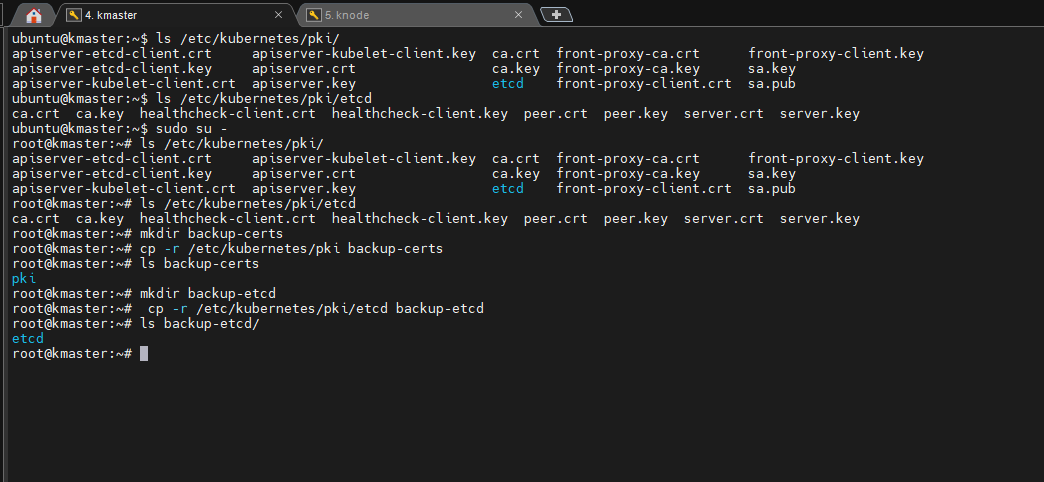 4. kmaster
5. knode
ubuntu@kmaster:~$ ls /etc/kubernetes/pki/
apiserver-etcd-client.crt apiserver-kubelet-client.key ca.crt front-proxy-ca.crt front-proxy-client.key
apiserver-etcd-client.key apiserver.crt ca.key front-proxy-ca.key sa.key
apiserver-kubelet-client.crt apiserver.key etcd front-proxy-client.crt sa.pub
ubuntu@kmaster:~$ ls /etc/kubernetes/pki/etcd
ca.crt ca.key healthcheck-client.crt healthcheck-client.key peer.crt peer.key server.crt server.key
ubuntu@kmaster:~$ sudo su -
root@kmaster:~# ls /etc/kubernetes/pki/
apiserver-etcd-client.crt apiserver-kubelet-client.key ca.crt front-proxy-ca.crt front-proxy-client.key
apiserver-etcd-client.key apiserver.crt ca.key front-proxy-ca.key sa.key
apiserver-kubelet-client.crt apiserver.key etcd front-proxy-client.crt sa.pub
root@kmaster:~# ls /etc/kubernetes/pki/etcd
ca.crt ca.key healthcheck-client.crt healthcheck-client.key peer.crt peer.key server.crt server.key
root@kmaster:~# mkdir backup-certs
root@kmaster:~# cp -r /etc/kubernetes/pki backup-certs
root@kmaster:~# ls backup-certs
pki
root@kmaster:~# mkdir backup-etcd
root@kmaster:~#  cp -r /etc/kubernetes/pki/etcd backup-etcd
root@kmaster:~# ls backup-etcd/
etcd
root@kmaster:~#